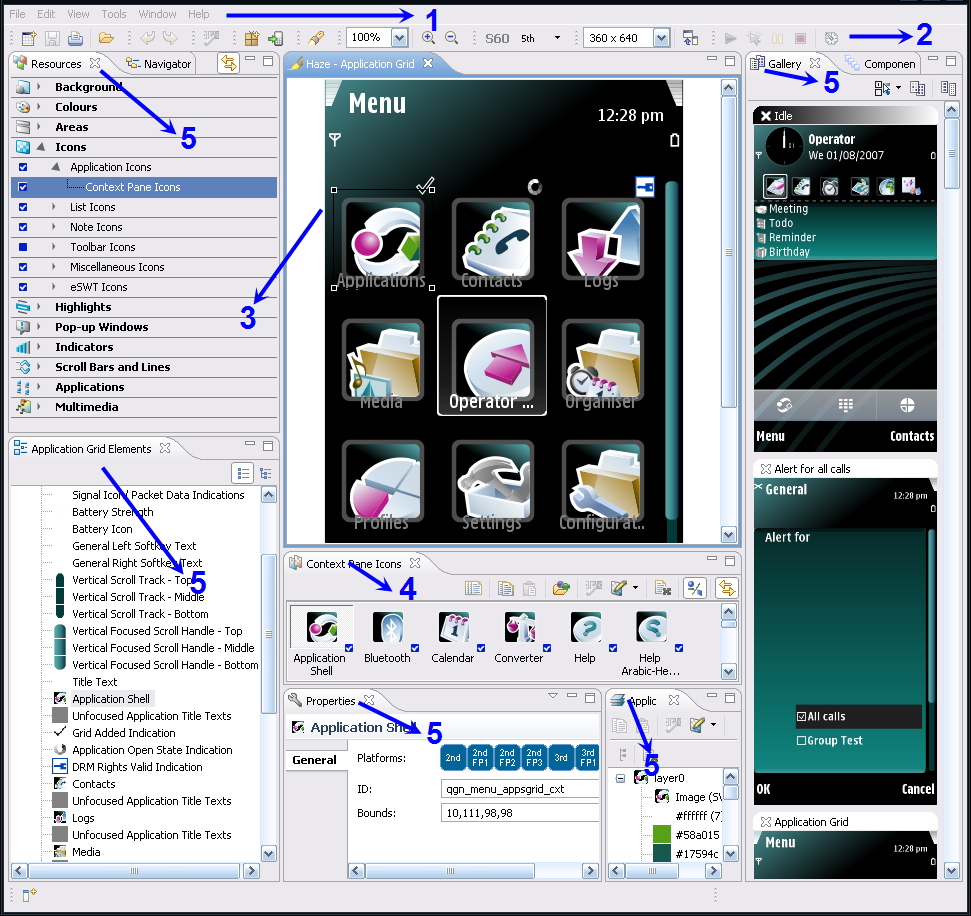 File Edit View Tools Window Help
1
100%
S60 5th
360 x 640
2
Resources
Navigator
5
Background
Colours
Areas
Icons
Application Icons
Context Pane Icons
List Icons
Note Icons
Toolbar Icons
Miscellaneous Icons
eSWT Icons
Highlights
Pop-up Windows
Indicators
Scroll Bars and Lines
Applications
Multimedia
Application Grid Elements
Signal Icon/ Packet Data Indications
Battery Strength
Battery Icon
General Left Softkey Text
General Right Softkey Text
5
Vertical Scroll Track - Top
Vertical Scroll Track - Middle
Vertical Scroll Track - Bottom
Vertical Focused Scroll Handle - Top
Vertical Focused Scroll Handle - Middle
Vertical Focused Scroll Handle - Bottom
Title Text
Application Shell
Unfocused Application Title Texts
Grid Added Indication
Application Open State Indication
DRM Rights Valid Indication
Contacts
Unfocused Application Title Texts
Logs
Unfocused Application Title Texts
Media
Haze - Application Grid
Menu
12:28 pm
3
Applications
Contacts
Logs
Media
Operator ...
Organiser
Profiles
Settings
Configurat..
Context Pane Icons
4
Application Shell
Bluetooth
Calendar
Converter
Help
Help Arabic-He...
Properties
5
Application Shell
General
Platforms:
2nd
2nd FP1
2nd FP2
2nd FP3
3rd
3rd FP1
ID:
qgn_menu_appsgrid_cxt
Bounds:
10,111,98,98
Applic
5
layer0
Image (SV
#ffffff (7)
#58a015
#17594c
Gallery
Componen
5
Idle
Operator
We 01/08/2007
1
Meeting
Todo
Reminder
Birthday
Menu
Contacts
Alert for all calls
General
12:28 pm
Alert for
All calls
Group Test
OK
Cancel
Application Grid
Menu
12:28 pm